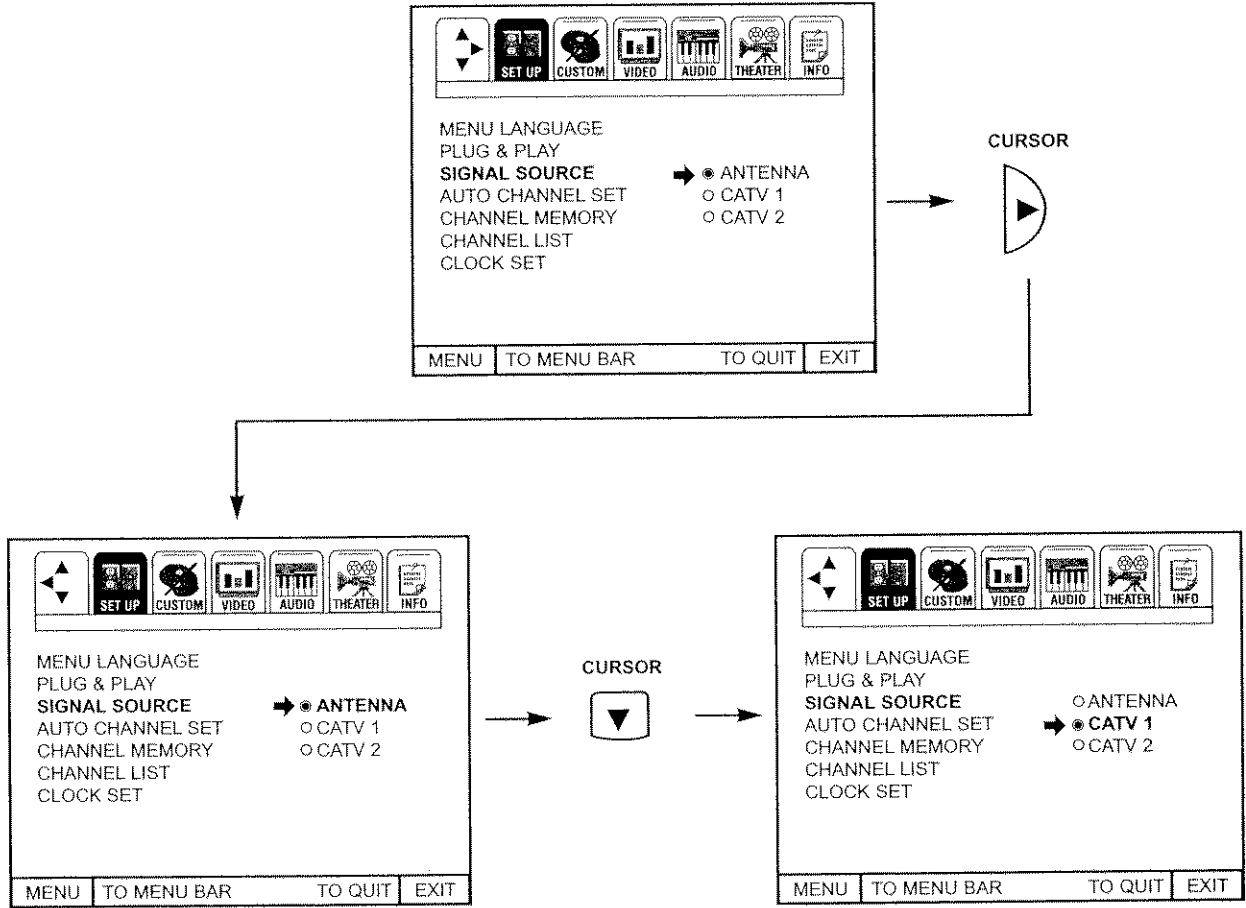 SET UP CUSTOM VIDEO AUDIO THEATER INFO
MENU LANGUAGE
PLUG & PLAY
SIGNAL SOURCE ANTENNA
AUTO CHANNEL SET CATV 1
CHANNEL MEMORY CATV 2
CHANNEL LIST
CLOCK SET
MENU TO MENU BAR TO QUIT EXIT
CURSOR
SET UP CUSTOM VIDEO AUDIO THEATER INFO
MENU LANGUAGE
PLUG & PLAY
SIGNAL SOURCE ANTENNA
AUTO CHANNEL SET CATV 1
CHANNEL MEMORY CATV 2
CHANNEL LIST
CLOCK SET
MENU TO MENU BAR TO QUIT EXIT
CURSOR
SET UP CUSTOM VIDEO AUDIO THEATER INFO
MENU LANGUAGE
PLUG & PLAY
SIGNAL SOURCE ANTENNA
AUTO CHANNEL SET CATV 1
CHANNEL MEMORY CATV 2
CHANNEL LIST
CLOCK SET
MENU TO MENU BAR TO QUIT EXIT